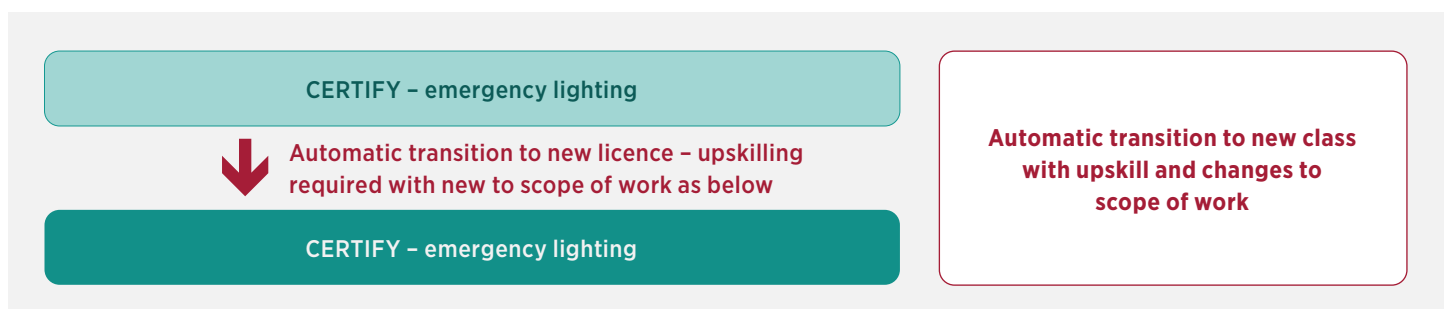 CERTIFY – emergency lighting
Automatic transition to new licence – upskilling
required with new to scope of work as below
CERTIFY – emergency lighting
Automatic transition to new class
with upskill and changes to
scope of work